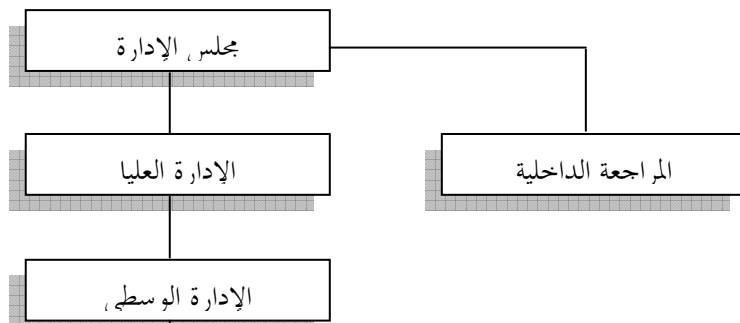 مجلس الإدارة
الإدارة العليا
المراجعة الداخلية
الإدارة الوسطى